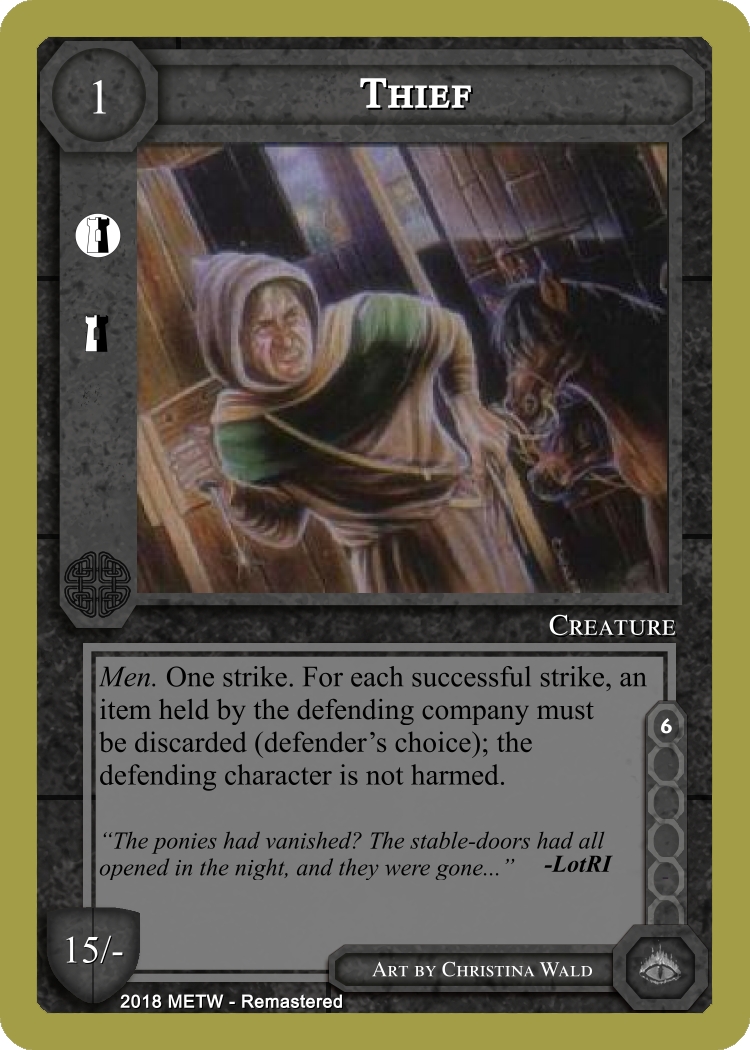 1
THIEF
CREATURE
Men. One strike. For each successful strike, an
item held by the defending company must
be discarded (defender’s choice); the
defending character is not harmed.
6
“The ponies had vanished? The stable-doors had all
opened in the night, and they were gone...” -LotRI
15/-
ART BY CHRISTINA WALD
2018 METW - Remastered